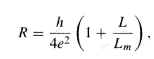 R = \frac{h}{4e^2} \left( 1 + \frac{L}{L_m} \right),